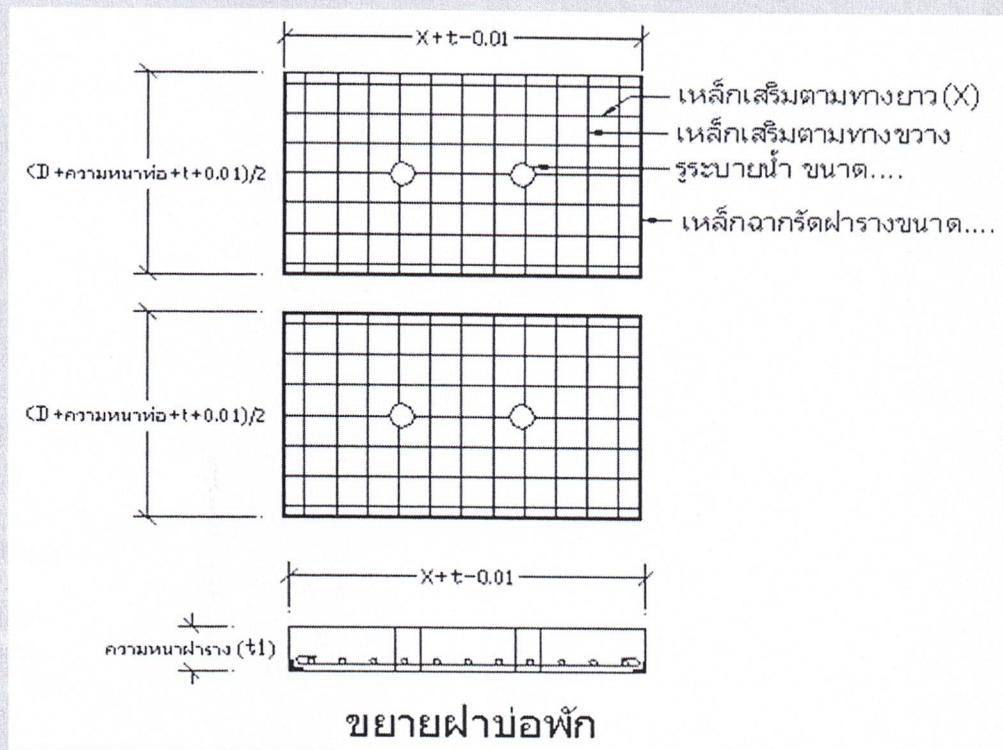 X+t-0.01
เหล็กเสริมตามทางยาว(X)
เหล็กเสริมตามทางขวาง
(D+ความหนาท่อ+t+0.01)/2
รูระบายน้ำ ขนาด....
เหล็กฉากรัดฝารางขนาด....
(D+ความหนาท่อ+t+0.01)/2
X+t-0.01
ความหนาฝาราง(t1)
ขยายฝาบ่อพัก